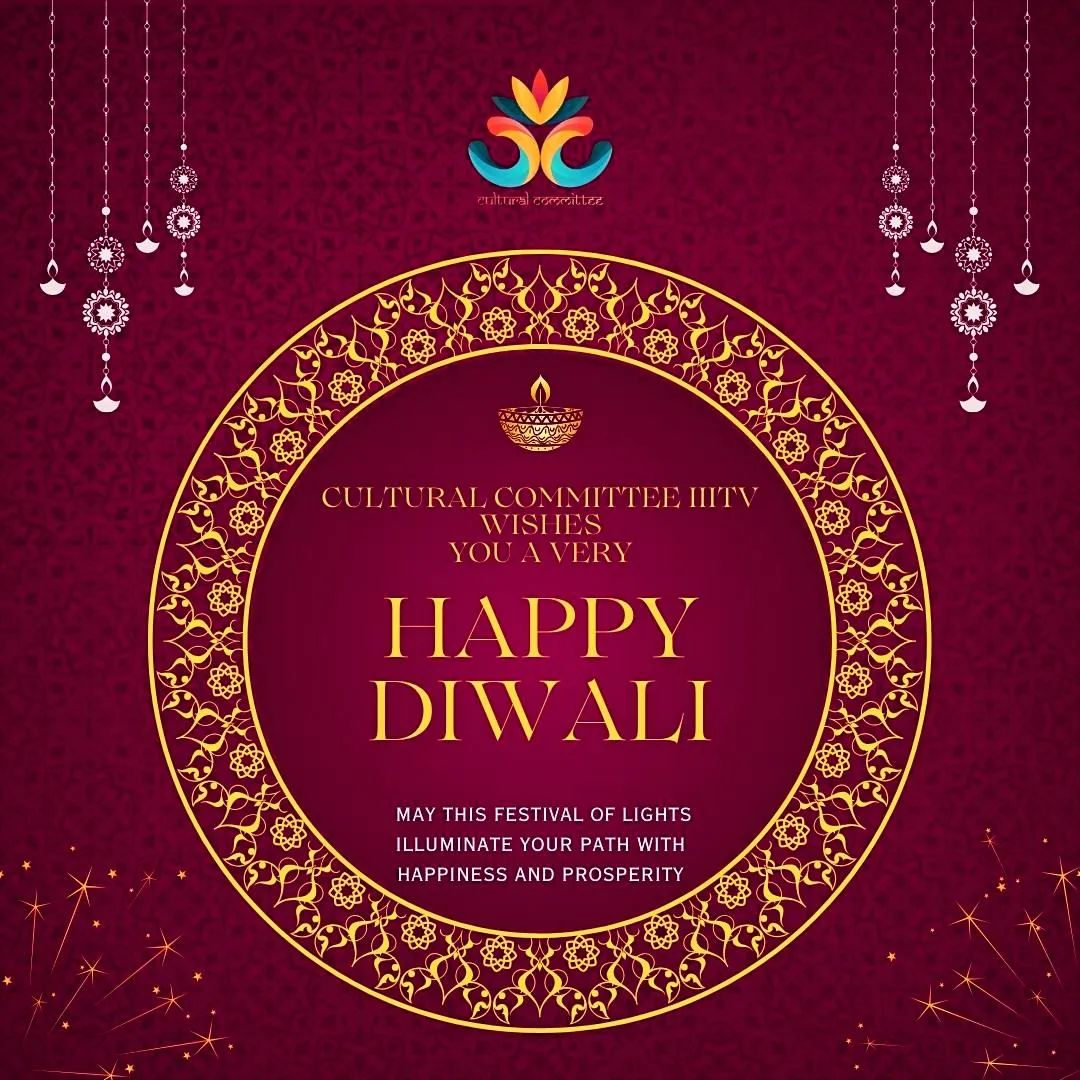 cultural committee
CULTURAL COMMITTEE IIITV
WISHES
YOU A VERY
HAPPY
DIWALI
MAY THIS FESTIVAL OF LIGHTS
ILLUMINATE YOUR PATH WITH
HAPPINESS AND PROSPERITY